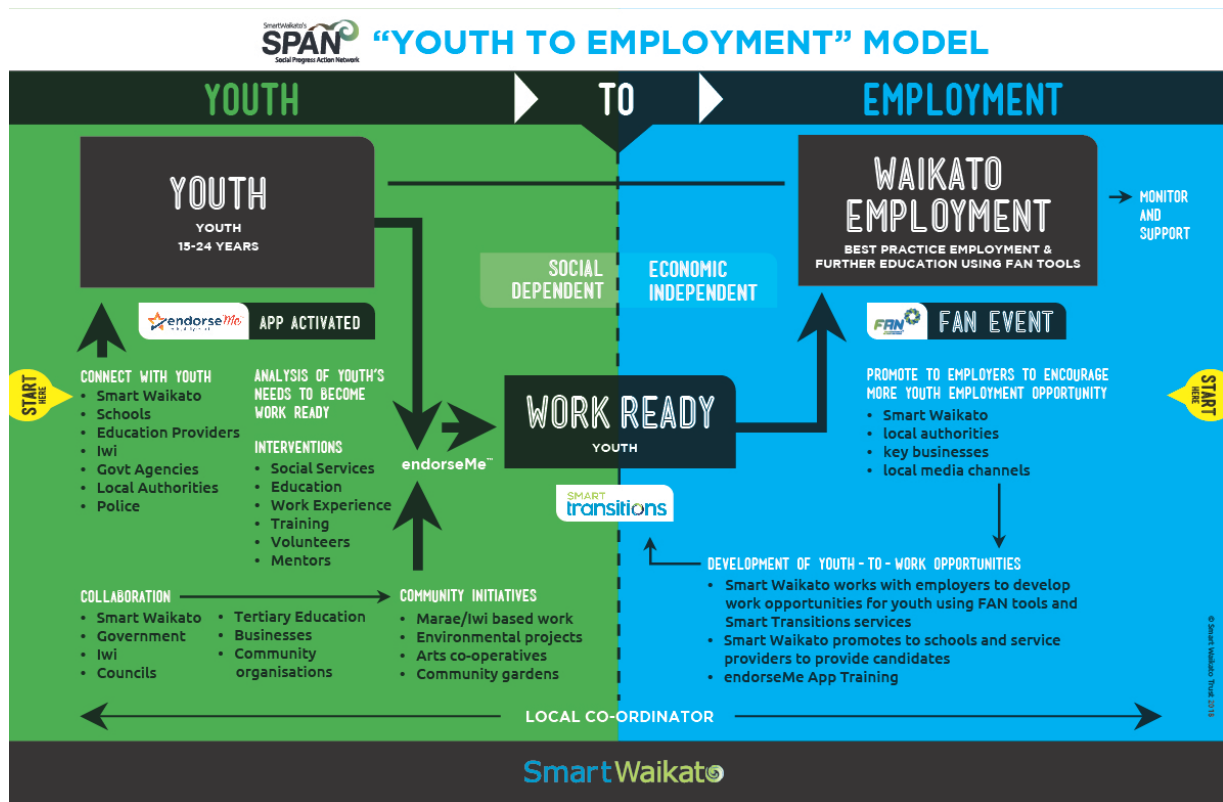 SmartWaikato's
SPAN
Social Progress Action Network
“YOUTH TO EMPLOYMENT” MODEL
YOUTH
TO
EMPLOYMENT
YOUTH
YOUTH
15-24 YEARS
WAIKATO
EMPLOYMENT
BEST PRACTICE EMPLOYMENT &
FURTHER EDUCATION USING FAN TOOLS
MONITOR
AND
SUPPORT
SOCIAL
DEPENDENT
ECONOMIC
INDEPENDENT
endorseMe
APP ACTIVATED
FAN
FAN EVENT
START
HERE
CONNECT WITH YOUTH
• Smart Waikato
• Schools
• Education Providers
• Iwi
• Govt Agencies
• Local Authorities
• Police
ANALYSIS OF YOUTH'S
NEEDS TO BECOME
WORK READY
INTERVENTIONS
• Social Services
• Education
• Work Experience
• Training
• Volunteers
• Mentors
endorseMe™
WORK READY
YOUTH
SMART
transitions
PROMOTE TO EMPLOYERS TO ENCOURAGE
MORE YOUTH EMPLOYMENT OPPORTUNITY
• Smart Waikato
• local authorities
• key businesses
• local media channels
START
HERE
COLLABORATION
• Smart Waikato
• Government
• Iwi
• Councils
• Tertiary Education
• Businesses
• Community
organisations
COMMUNITY INITIATIVES
• Marae/Iwi based work
• Environmental projects
• Arts co-operatives
• Community gardens
DEVELOPMENT OF YOUTH - TO - WORK OPPORTUNITIES
• Smart Waikato works with employers to develop
work opportunities for youth using FAN tools and
Smart Transitions services
• Smart Waikato promotes to schools and service
providers to provide candidates
• endorseMe App Training
© Smart Waikato Trust
LOCAL CO-ORDINATOR
SmartWaikato